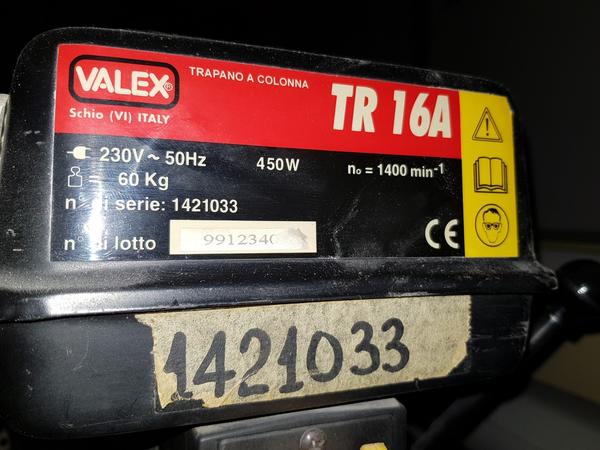 VALEX®
TRAPANO A COLONNA
TR 16A
Schio (VI) ITALY
230V ~ 50Hz 450W n₀ = 1400 min-1
= 60 Kg
n° di serie: 1421033
n° di lotto
CE
1421033